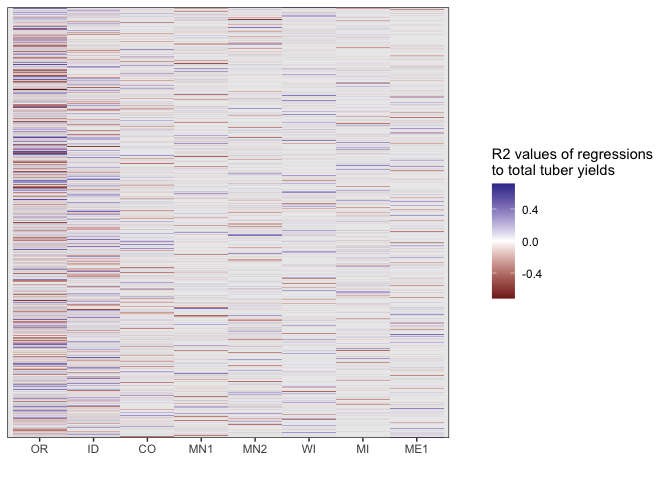 R2 values of regressions
to total tuber yields
0.4
0.0
-0.4
OR ID CO MN1 MN2 WI MI ME1